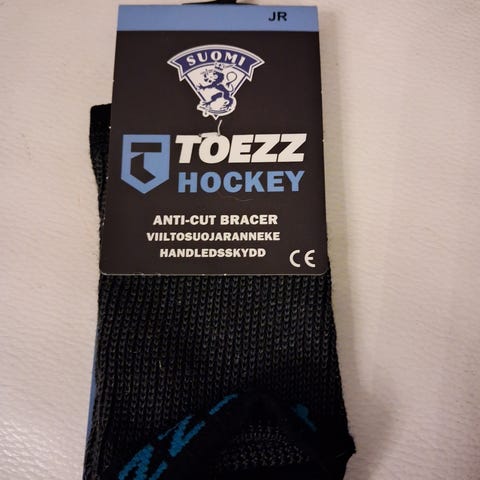 JR
SUOMI
TOEZZ
HOCKEY
ANTI-CUT BRACER
VIILTOSUOJARANNEKE
HANDLEDSSKYDD
CE